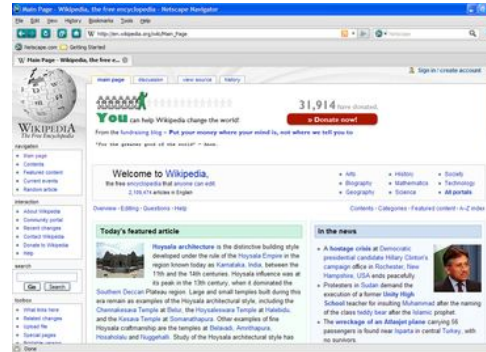 Main Page - Wikipedia, the free encyclopedia - Netscape Navigator
File Edit View History Bookmarks Tools Help
http://en.wikipedia.org/wiki/Main_Page
Netscape.com Getting Started
Main Page - Wikipedia, the free e...
Sign in / create account
main page discussion view source history
31,914 have donated.
You can help Wikipedia change the world!
» Donate now!
From the fundraising blog - Put your money where your mind is, not where we tell you to
"For the greater good of the world" - Anon.
WIKIPEDIA
The Free Encyclopedia
navigation
Main page
Contents
Featured content
Current events
Random article
interaction
About Wikipedia
Community portal
Recent changes
Contact Wikipedia
Donate to Wikipedia
Help
search
Go Search
toolbox
What links here
Related changes
Upload file
Special pages
Welcome to Wikipedia,
the free encyclopedia that anyone can edit.
2,109,474 articles in English
Arts
Biography
Geography
History
Mathematics
Science
Society
Technology
All portals
Overview · Editing · Questions · Help
Contents · Categories · Featured content · A–Z index
Today's featured article
Hoysala architecture is the distinctive building style
developed under the rule of the Hoysala Empire in the
region known today as Karnataka, India, between the
11th and the 14th centuries. Hoysala influence was at
its peak in the 13th century, when it dominated the
Southern Deccan Plateau region. Large and small temples built during this
era remain as examples of the Hoysala architectural style, including the
Chennakesava Temple at Belur, the Hoysaleswara Temple at Halebidu,
and the Kesava Temple at Somanathapura. Other examples of fine
Hoysala craftmanship are the temples at Belavadi, Amrithapura,
Hosaholalu and Nuggehalli. Study of the Hoysala architectural style has
In the news
A hostage crisis at Democratic
presidential candidate Hillary Clinton's
campaign office in Rochester, New
Hampshire, USA ends peacefully.
Protesters in Sudan demand the
execution of a former Unity High
School teacher for insulting Muhammad after the naming
of the class teddy bear after the Islamic prophet.
The wreckage of an Atlasjet plane carrying 56
passengers is found near Isparta in central Turkey, with
no survivors.
Done